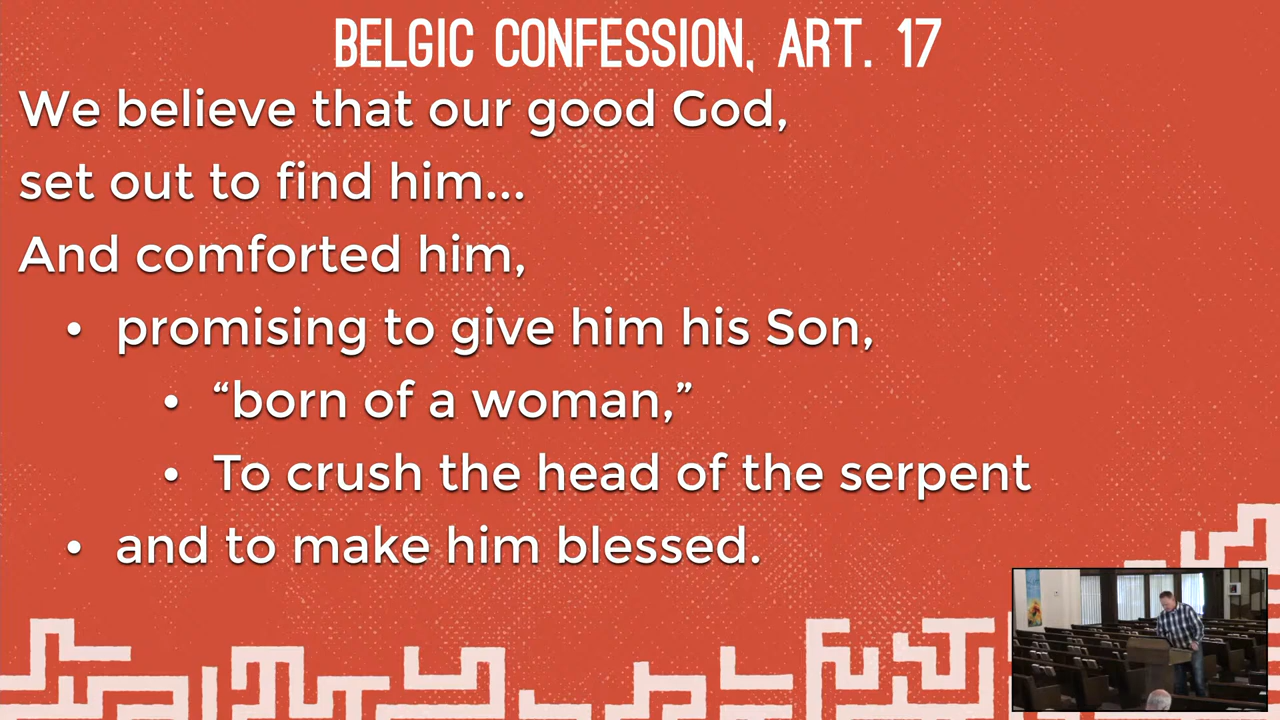 BELGIC CONFESSION, ART. 17
We believe that our good God,
set out to find him...
And comforted him,
• promising to give him his Son,
• “born of a woman,”
• To crush the head of the serpent
• and to make him blessed.